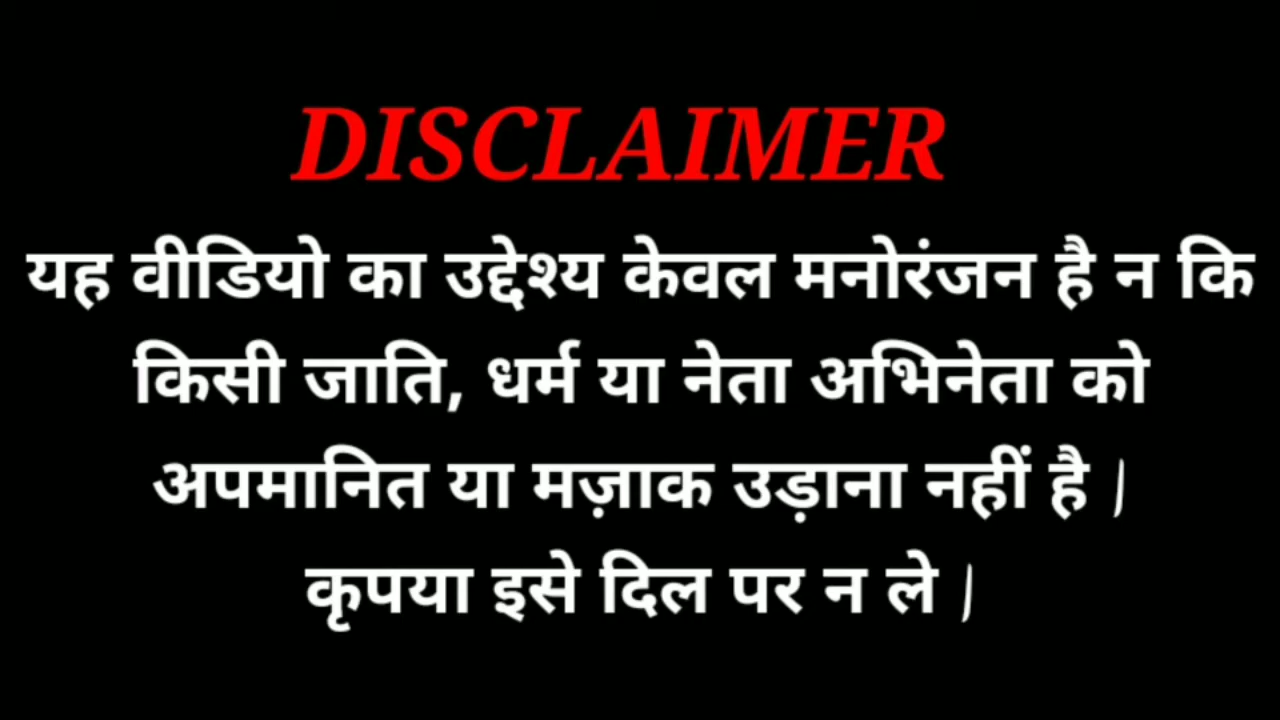 DISCLAIMER
यह वीडियो का उद्देश्य केवल मनोरंजन है न कि
किसी जाति, धर्म या नेता अभिनेता को
अपमानित या मज़ाक उड़ाना नहीं है |
कृपया इसे दिल पर न ले |